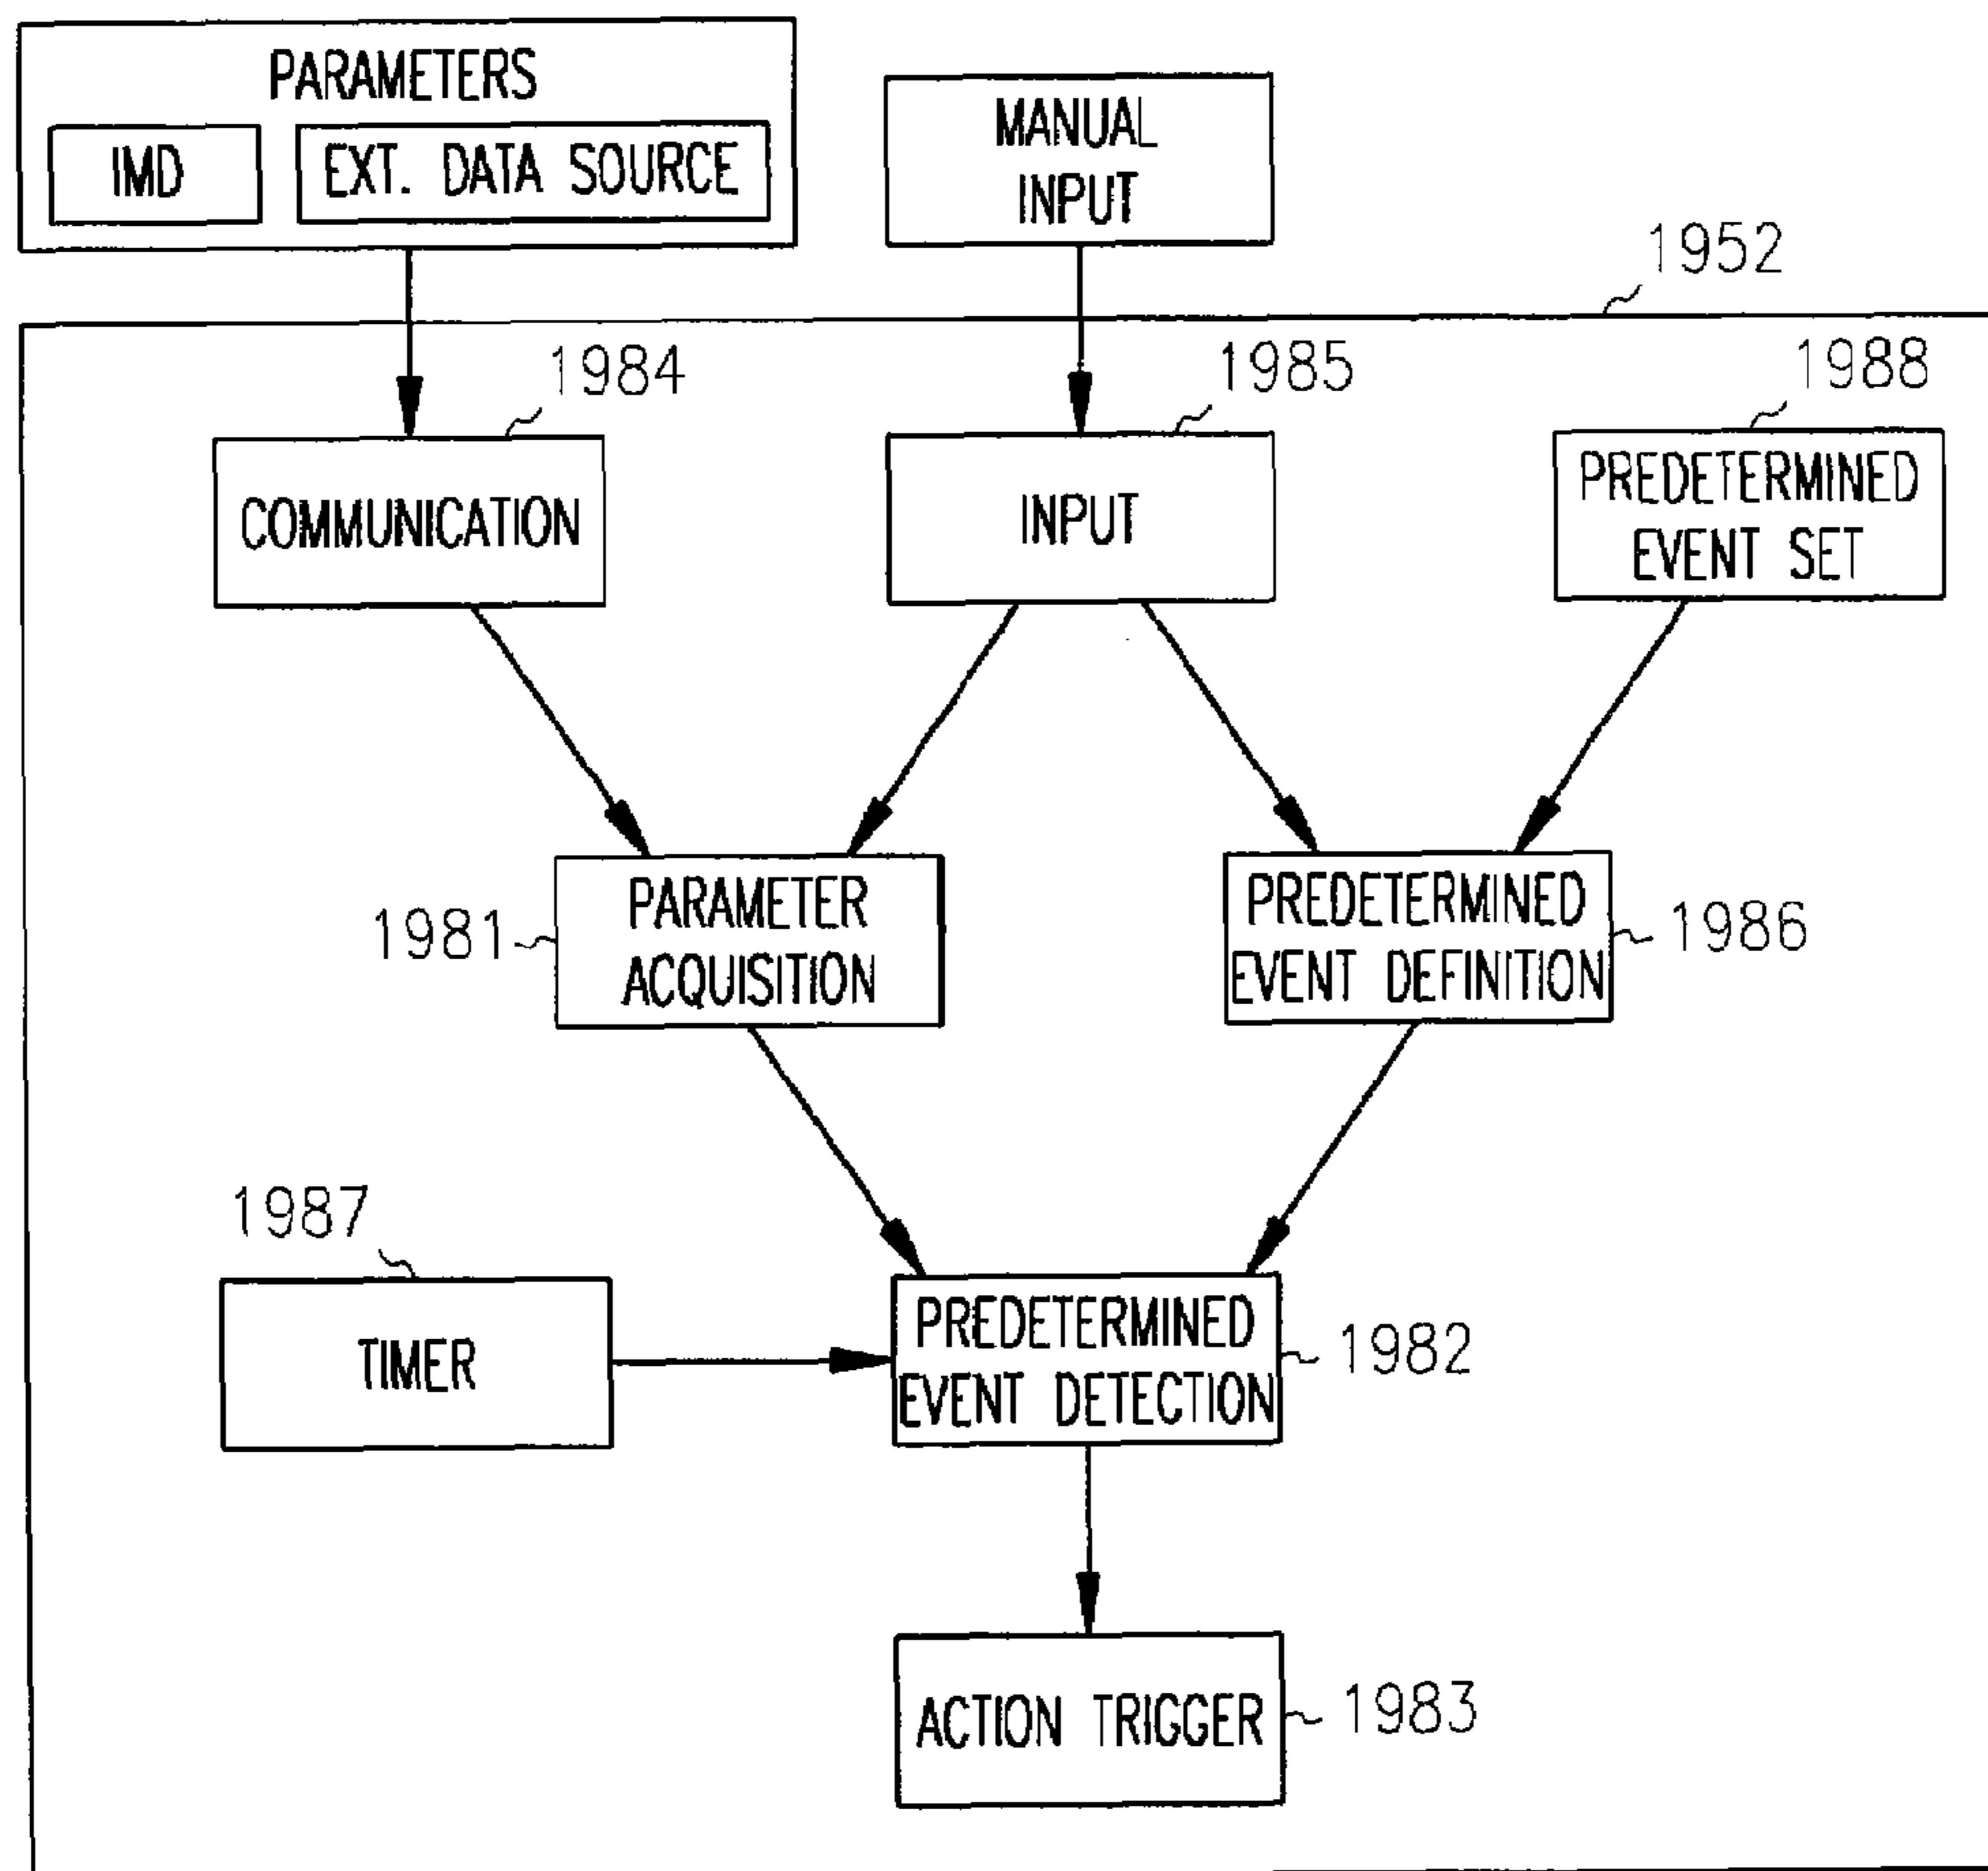 PARAMETERS
IMD
EXT. DATA SOURCE
MANUAL
INPUT
1952
1984
1985
1988
COMMUNICATION
INPUT
PREDETERMINED
EVENT SET
1981
PARAMETER
ACQUISITION
PREDETERMINED
EVENT DEFINITION
1986
1987
TIMER
PREDETERMINED
EVENT DETECTION
1982
ACTION TRIGGER
1983